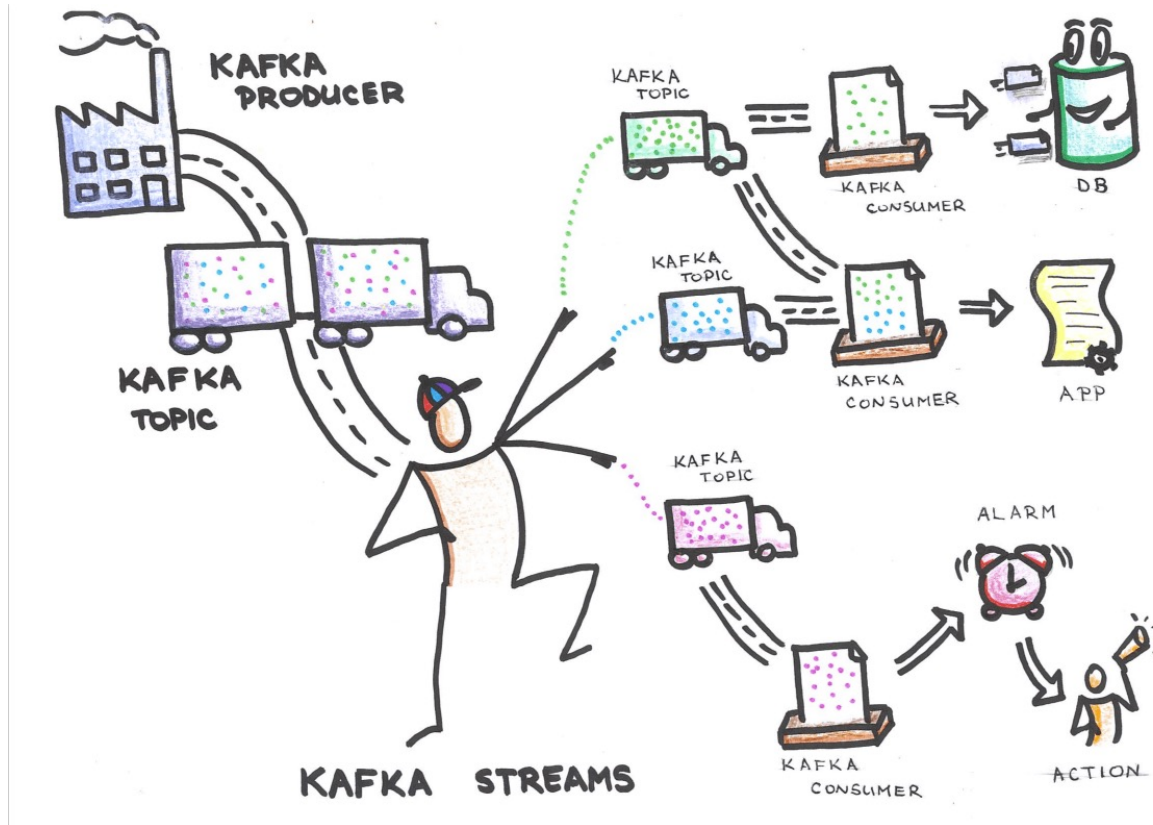 KAFKA
PRODUCER
KAFKA
TOPIC
KAFKA
TOPIC
KAFKA
CONSUMER
DB
KAFKA
TOPIC
KAFKA
CONSUMER
APP
KAFKA
TOPIC
ALARM
KAFKA
CONSUMER
ACTION
KAFKA STREAMS